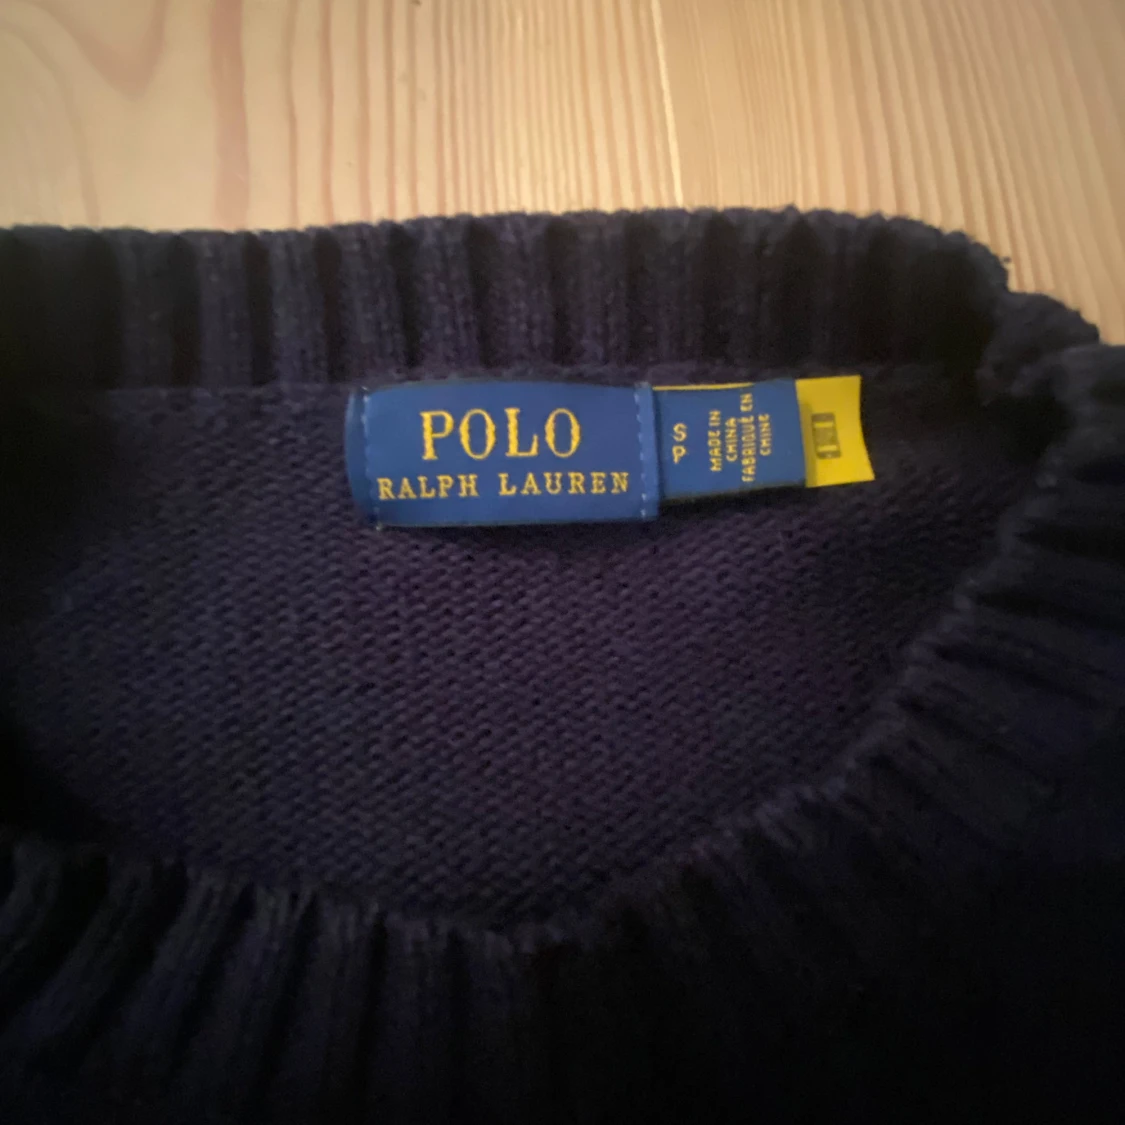 POLO
RALPH LAUREN
S
P
MADE IN
CHINA
FABRIQUÉ EN
CHINE